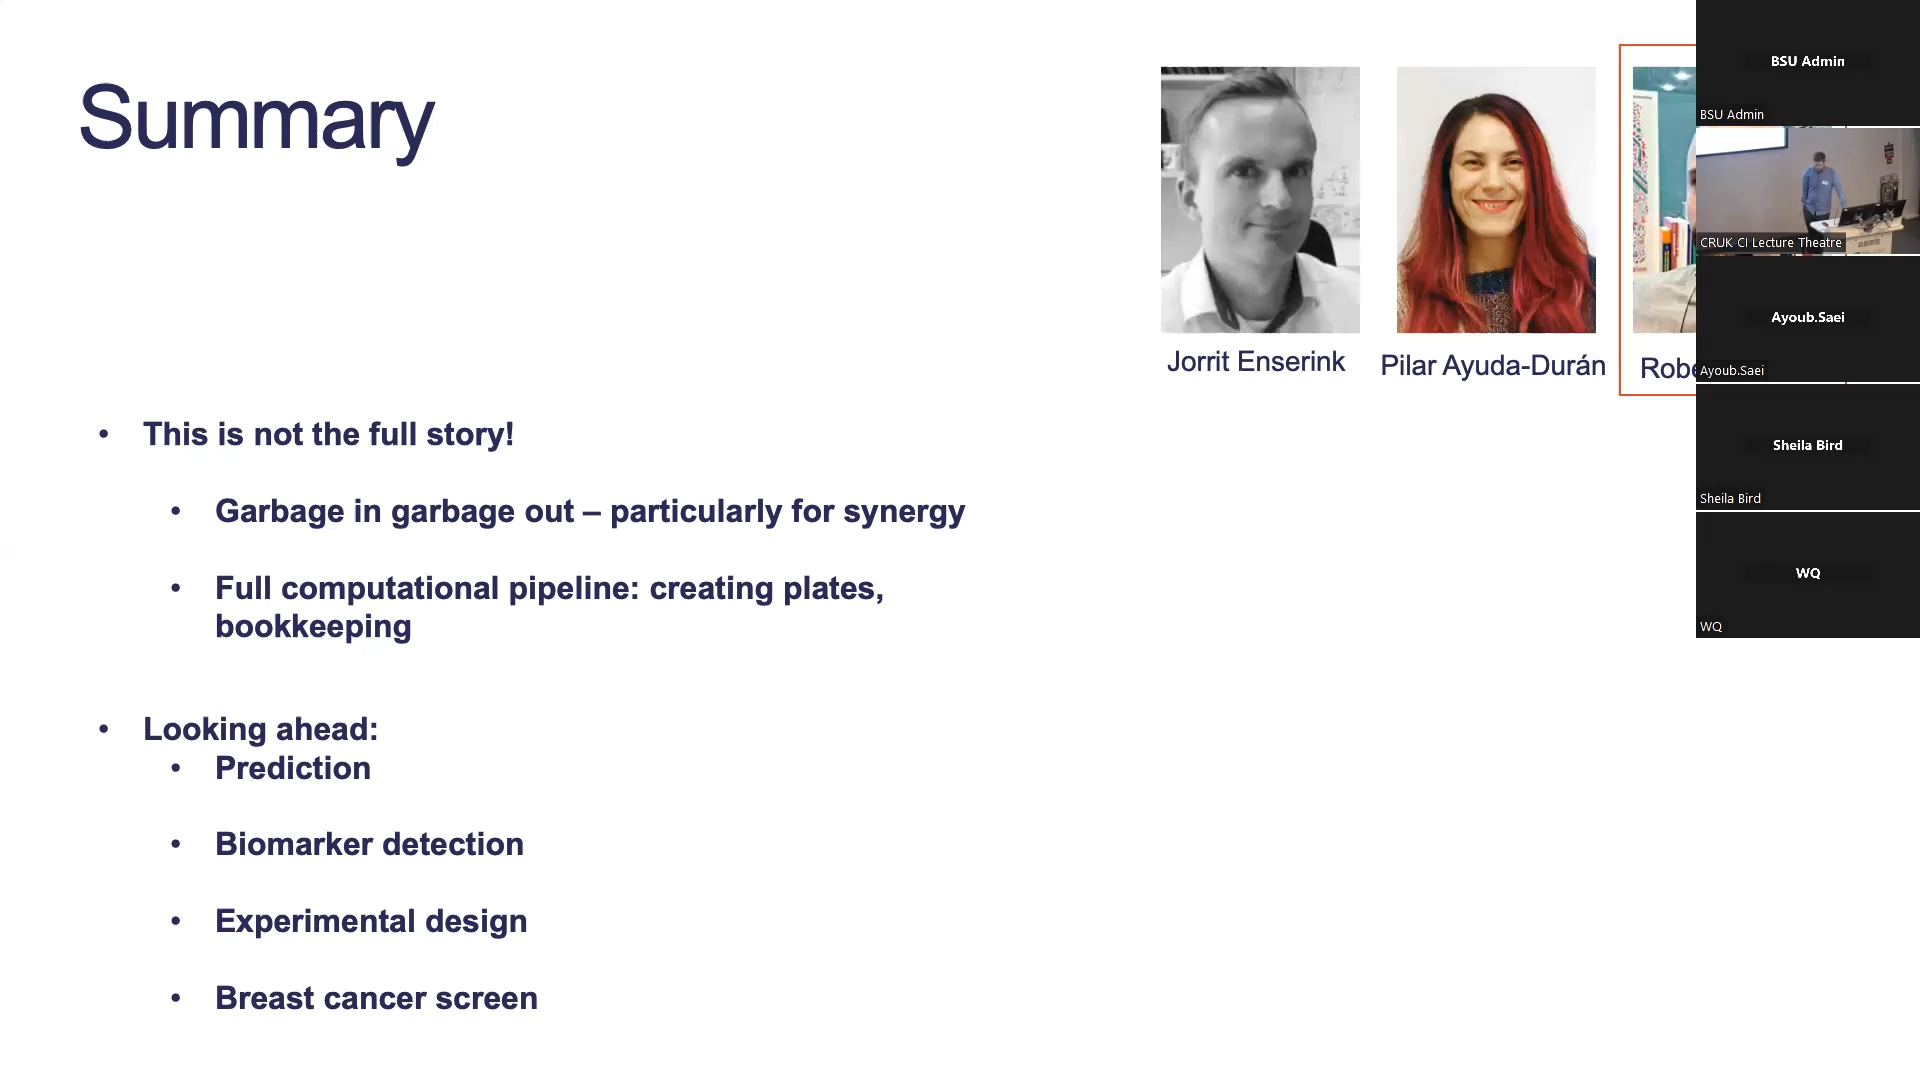 Summary
Jorrit Enserink
Pilar Ayuda-Durán
• This is not the full story!
• Garbage in garbage out – particularly for synergy
• Full computational pipeline: creating plates,
bookkeeping
• Looking ahead:
• Prediction
• Biomarker detection
• Experimental design
• Breast cancer screen
BSU Admin
BSU Admin
CRUK CI Lecture Theatre
Ayoub.Saei
Ayoub.Saei
Sheila Bird
Sheila Bird
WQ
WQ